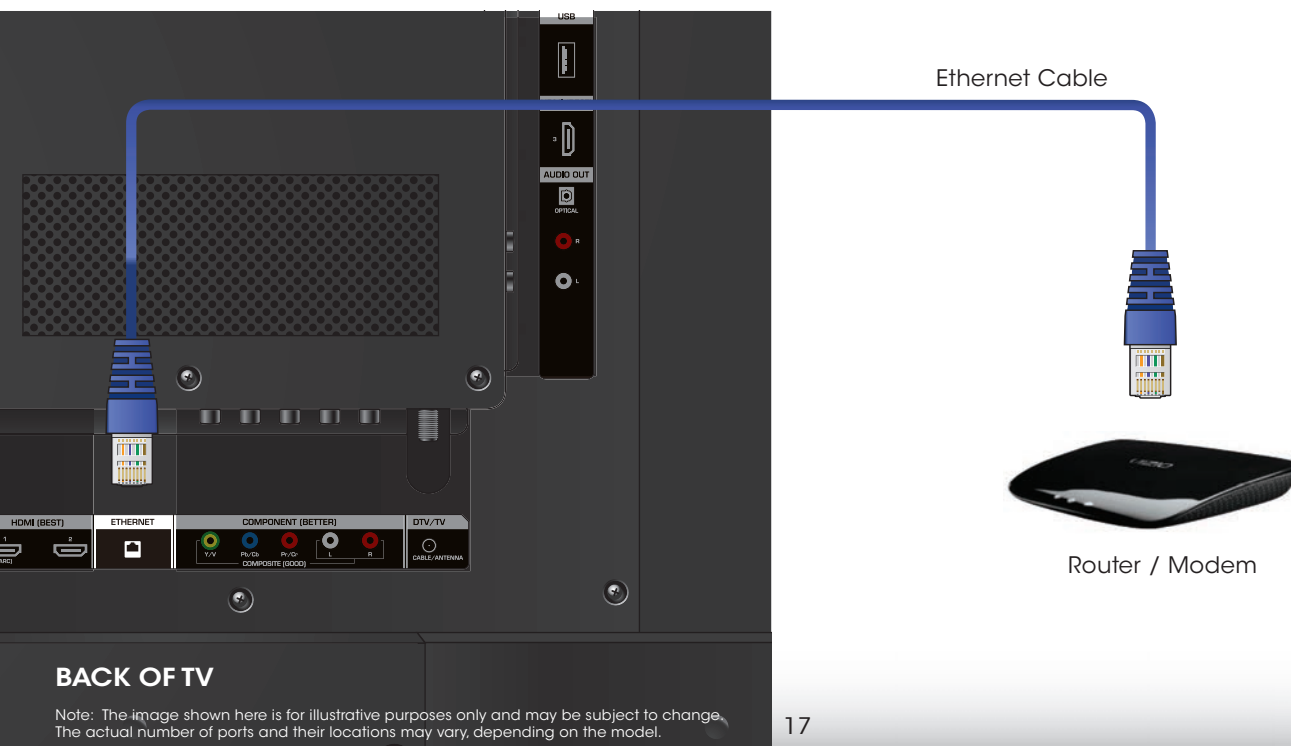 USB
Ethernet Cable
3
AUDIO OUT
OPTICAL
R
L
VIZIO
HDMI (BEST)
ETHERNET
COMPONENT (BETTER)
DTV/TV
1
2
ARC)
Y/V
Pb/Cb
Pr/Cr
L
R
COMPOSITE (GOOD)
CABLE/ANTENNA
Router / Modem
BACK OF TV
Note: The image shown here is for illustrative purposes only and may be subject to change.
The actual number of ports and their locations may vary, depending on the model.
17